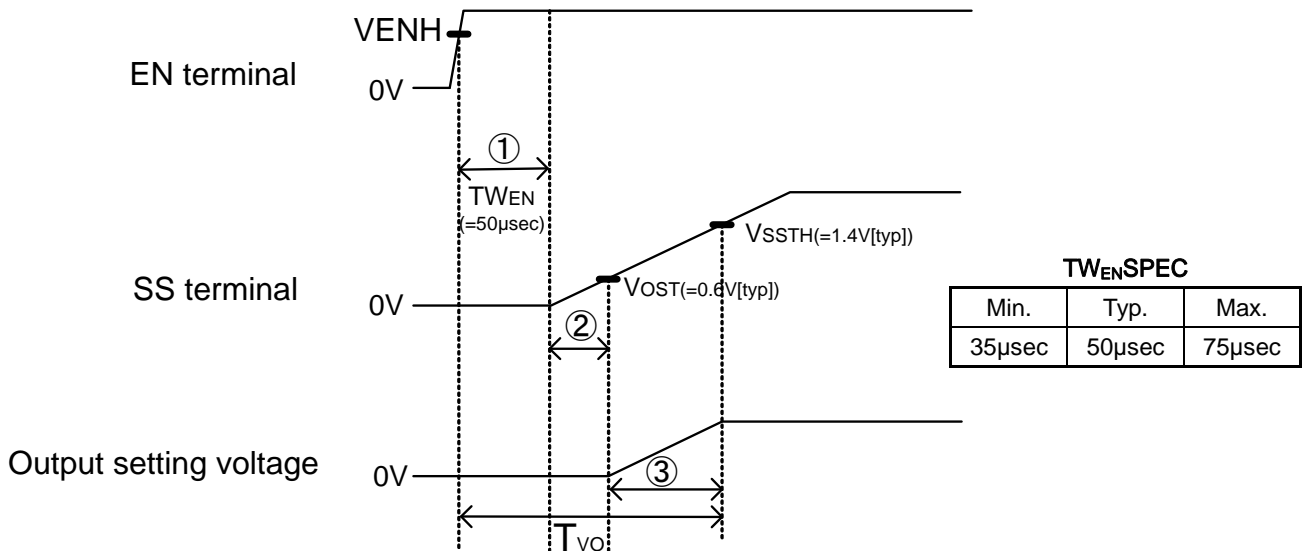 VENH
EN terminal
0V
①
TWEN
(=50μsec)
VSSTH(=1.4V[typ])
VOST(=0.6V[typ])
SS terminal
0V
②
TWENSPEC
Min. Typ. Max.
35μsec 50μsec 75μsec
Output setting voltage
0V
③
TVO